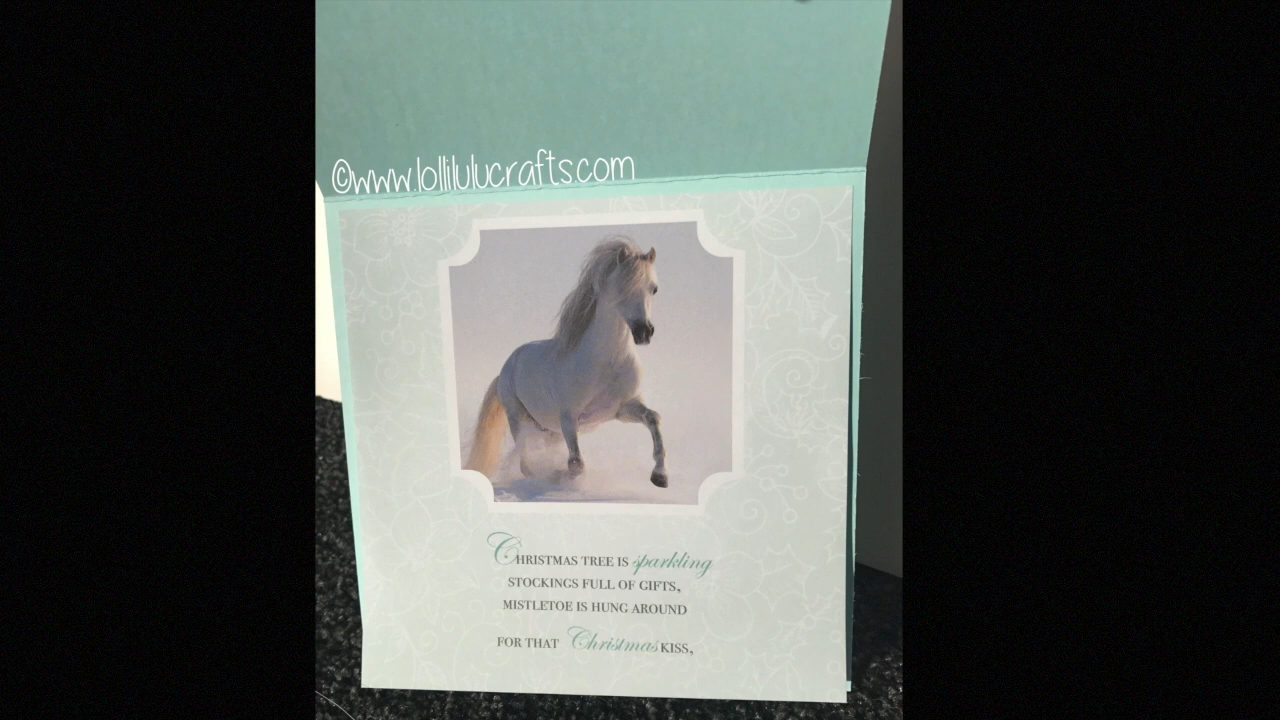 ©www.lollilulucrafts.com
CHRISTMAS TREE IS sparkling
STOCKINGS FULL OF GIFTS,
MISTLETOE IS HUNG AROUND
FOR THAT Christmas KISS,